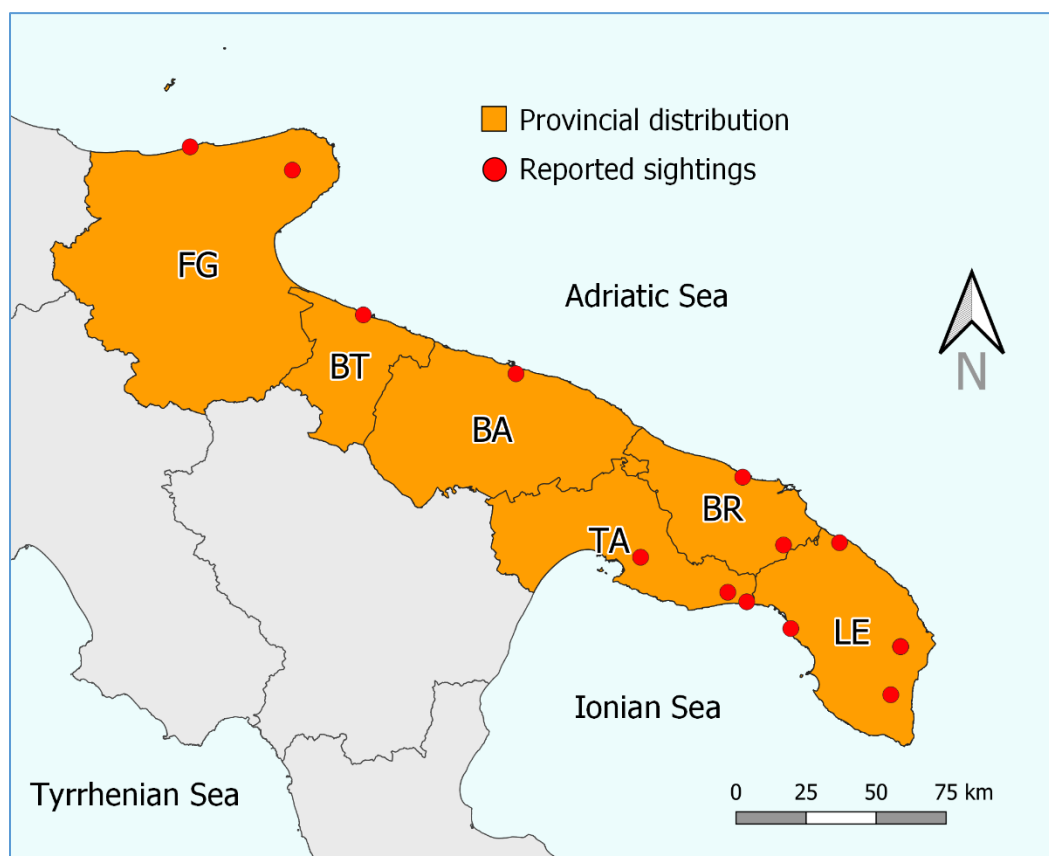 Provincial distribution
Reported sightings
FG
Adriatic Sea
BT
N
BA
BR
TA
LE
Ionian Sea
Tyrrhenian Sea
0 25 50 75 km